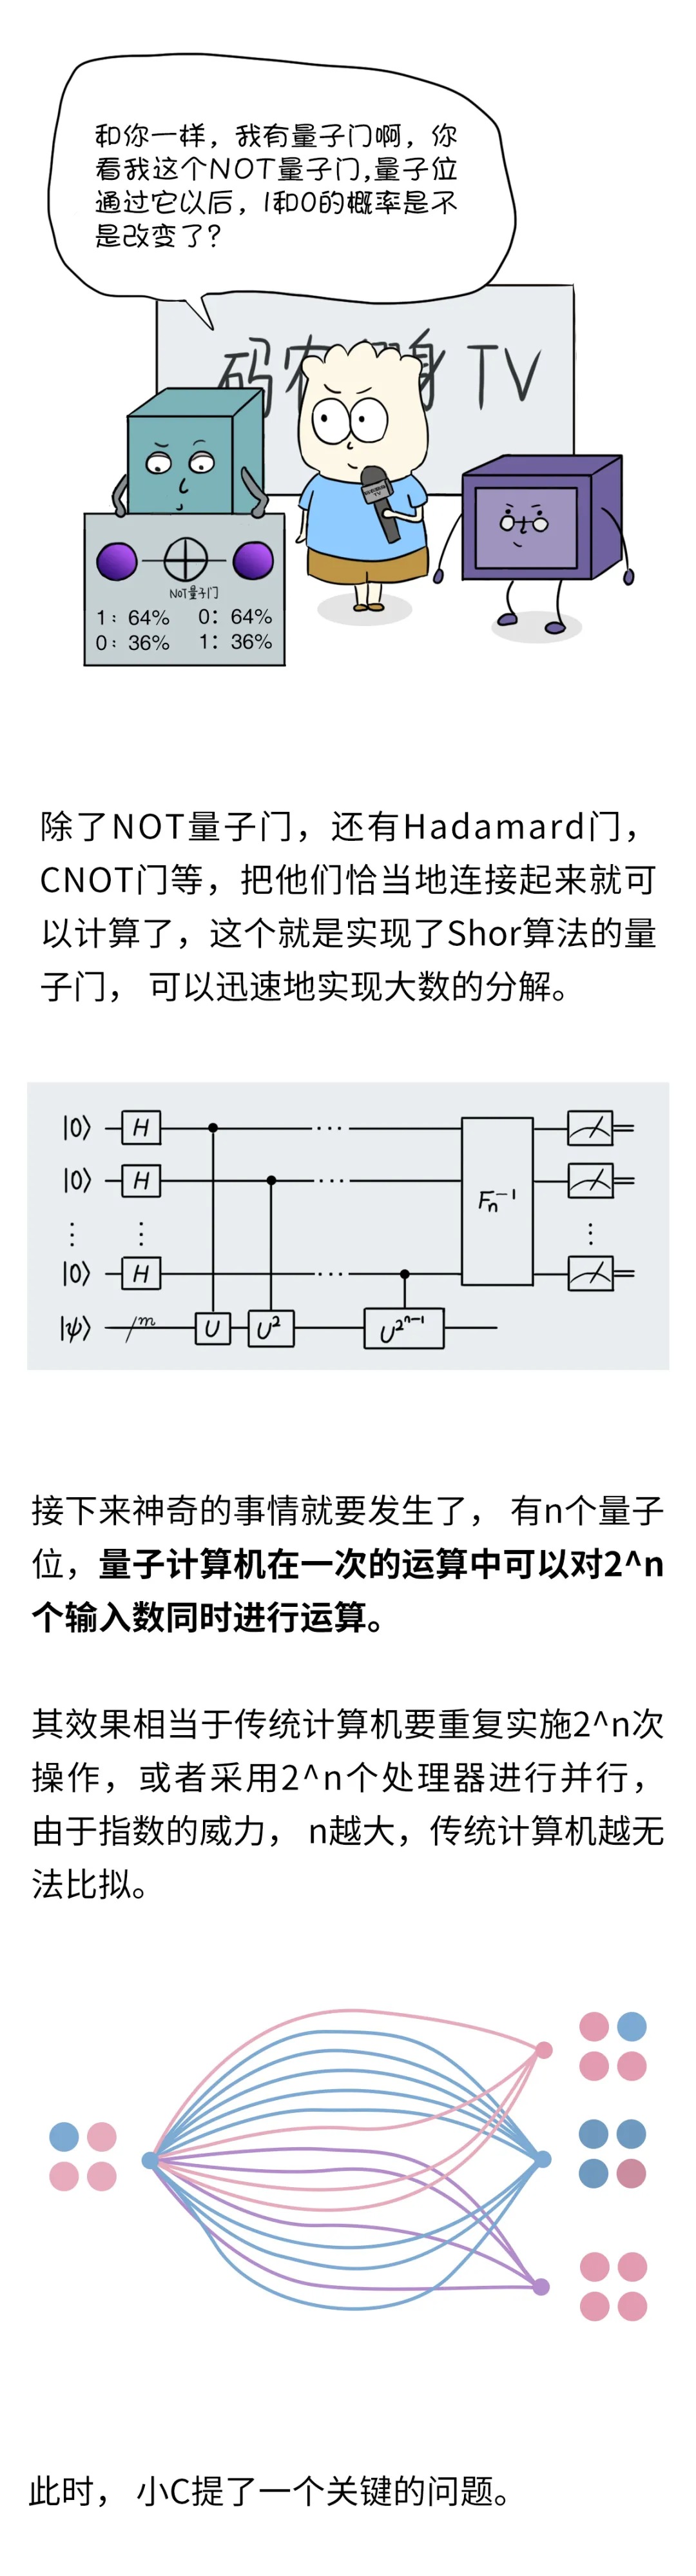 和你一样，我有量子门啊，你
看我这个NOT量子门,量子位
通过它以后，1和0的概率是不
是改变了？
码农翻身TV
NOT量子门
1：64% 0：64%
0：36% 1：36%
除了NOT量子门，还有Hadamard门，
CNOT门等，把他们恰当地连接起来就可
以计算了，这个就是实现了Shor算法的量
子门， 可以迅速地实现大数的分解。
|0⟩ H ...
|0⟩ H ... Fn^-1
⋮ ⋮ ⋮
|0⟩ H ...
|ψ⟩ m U U^2 U^2^n-1
接下来神奇的事情就要发生了， 有n个量子
位，量子计算机在一次的运算中可以对2^n
个输入数同时进行运算。
其效果相当于传统计算机要重复实施2^n次
操作，或者采用2^n个处理器进行并行，
由于指数的威力， n越大，传统计算机越无
法比拟。
此时， 小C提了一个关键的问题。